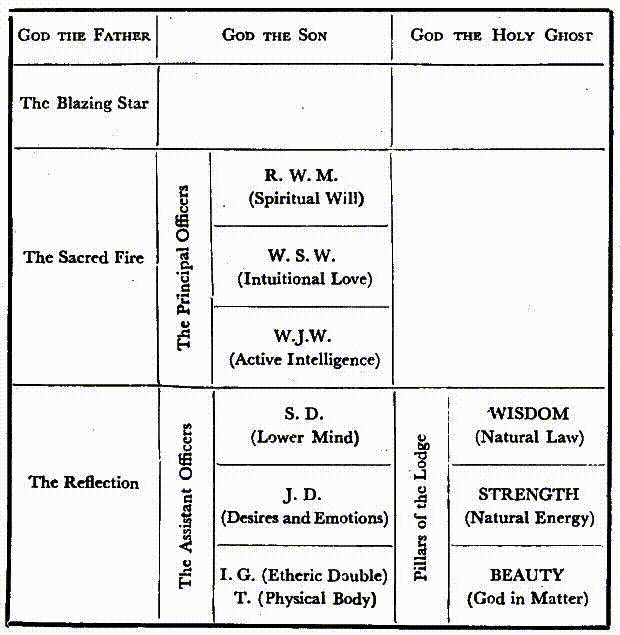 GOD THE FATHER
GOD THE SON
GOD THE HOLY GHOST
The Blazing Star
The Sacred Fire
The Principal Officers
R. W. M.
(Spiritual Will)
W. S. W.
(Intuitional Love)
W.J.W.
(Active Intelligence)
The Reflection
The Assistant Officers
S. D.
(Lower Mind)
J. D.
(Desires and Emotions)
I. G. (Etheric Double)
T. (Physical Body)
Pillars of the Lodge
WISDOM
(Natural Law)
STRENGTH
(Natural Energy)
BEAUTY
(God in Matter)